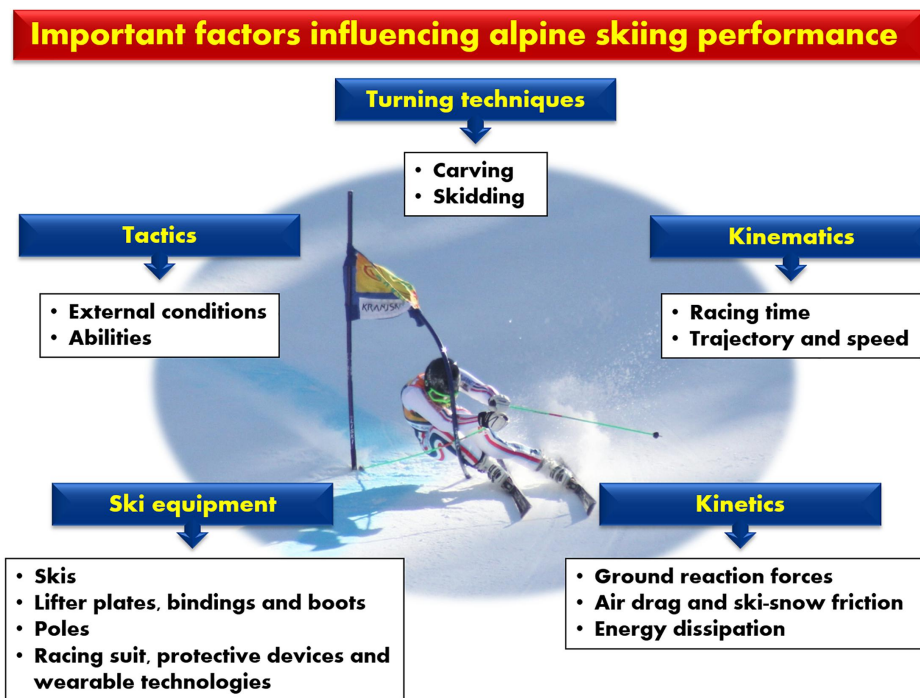 Important factors influencing alpine skiing performance
Turning techniques
• Carving
• Skidding
Tactics
• External conditions
• Abilities
Kinematics
• Racing time
• Trajectory and speed
Ski equipment
• Skis
• Lifter plates, bindings and boots
• Poles
• Racing suit, protective devices and
wearable technologies
Kinetics
• Ground reaction forces
• Air drag and ski-snow friction
• Energy dissipation